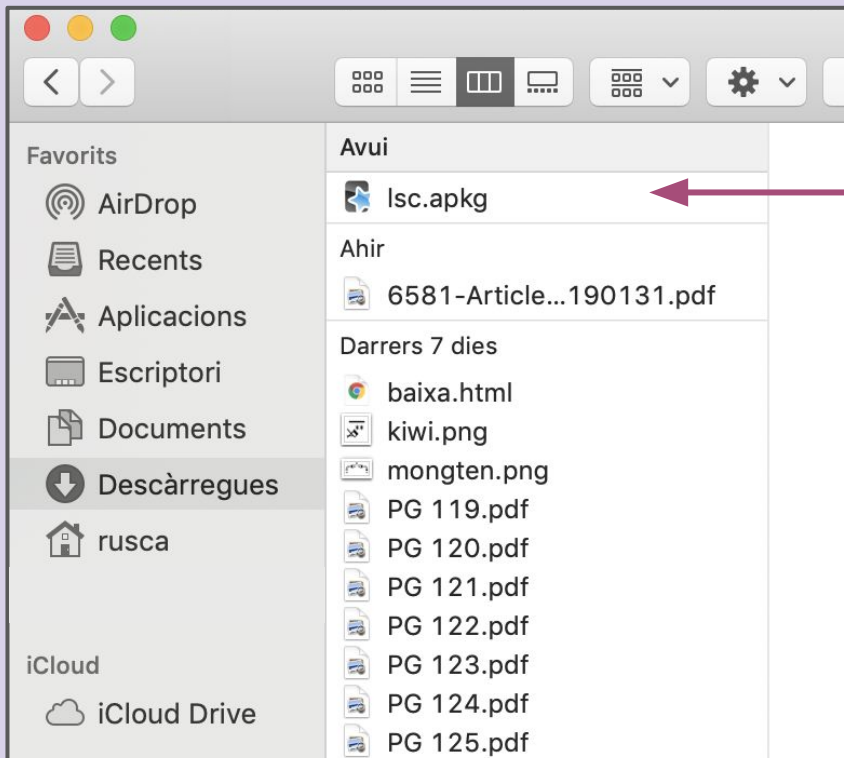 Favorits
AirDrop
Recents
Aplicacions
Escriptori
Documents
Descàrregues
rusca
iCloud
iCloud Drive
Avui
lsc.apkg
Ahir
6581-Article...190131.pdf
Darrers 7 dies
baixa.html
kiwi.png
mongten.png
PG 119.pdf
PG 120.pdf
PG 121.pdf
PG 122.pdf
PG 123.pdf
PG 124.pdf
PG 125.pdf